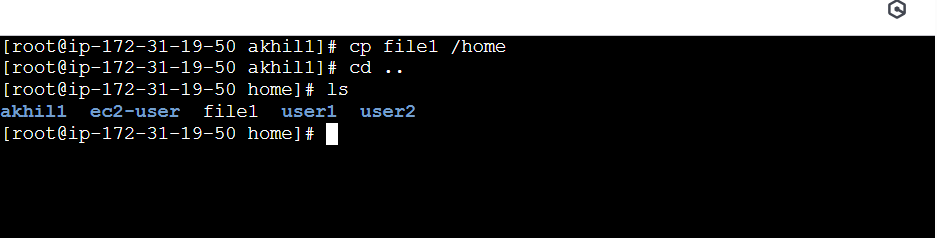 [root@ip-172-31-19-50 akhil1]# cp file1 /home
[root@ip-172-31-19-50 akhil1]# cd ..
[root@ip-172-31-19-50 home]# ls
akhil1  ec2-user  file1  user1  user2
[root@ip-172-31-19-50 home]#